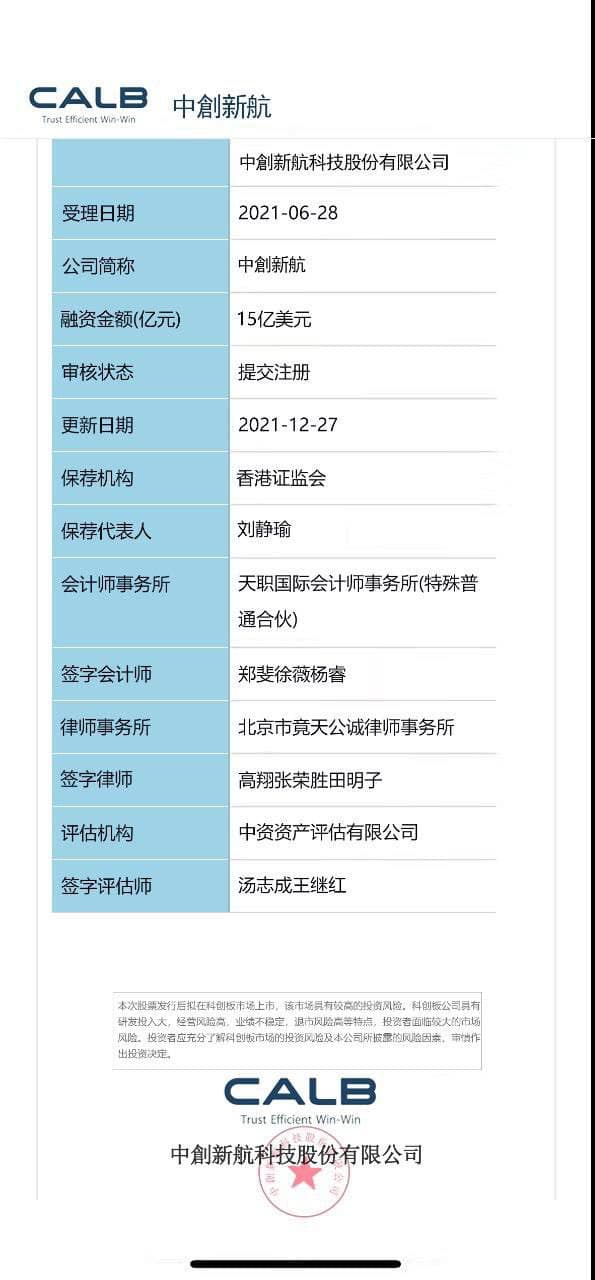 CALB 中創新航
Trust Efficient Win-Win
中創新航科技股份有限公司
受理日期 2021-06-28
公司简称 中創新航
融资金额(亿元) 15亿美元
审核状态 提交注册
更新日期 2021-12-27
保荐机构 香港证监会
保荐代表人 刘静瑜
会计师事务所 天职国际会计师事务所(特殊普
通合伙)
签字会计师 郑斐徐薇杨睿
律师事务所 北京市竟天公诚律师事务所
签字律师 高翔张荣胜田明子
评估机构 中资资产评估有限公司
签字评估师 汤志成王继红
本次股票发行后拟在科创板市场上市，该市场具有较高的投资风险。科创板公司具有
研发投入大、经营风险高、业绩不稳定、退市风险高等特点，投资者面临较大的市场
风险。投资者应充分了解科创板市场的投资风险及本公司所披露的风险因素，审慎作
出投资决定。
CALB
Trust Efficient Win-Win
中創新航科技股份有限公司
中創新航科技股份有限公司